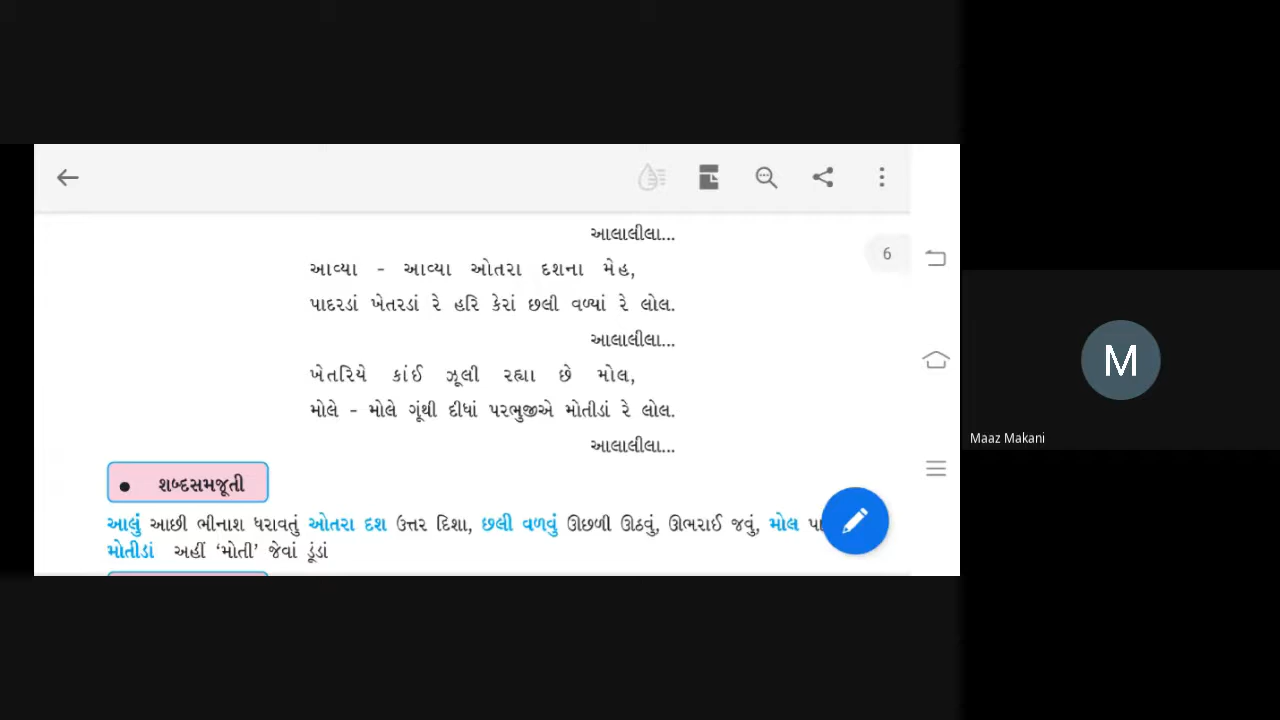 આલાલીલા...
આવ્યા - આવ્યા ઓતરા દશના મેહ,
6
પાદરડાં ખેતરડાં રે હરિ કેરાં છલી વળ્યાં રે લોલ.
આલાલીલા...
ખેતરિયે કાંઈ ઝૂલી રહ્યા છે મોલ,
મોલે - મોલે ગૂંથી દીધાં પરભુજીએ મોતીડાં રે લોલ.
આલાલીલા...
• શબ્દસમજૂતી
આલું આછી ભીનાશ ધરાવતું ઓતરા દશ ઉત્તર દિશા, છલી વળવું ઊછળી ઊઠવું, ઊભરાઈ જવું, મોલ
મોતીડાં અહીં ‘મોતી’ જેવાં ડૂંડાં
M
Maaz Makani